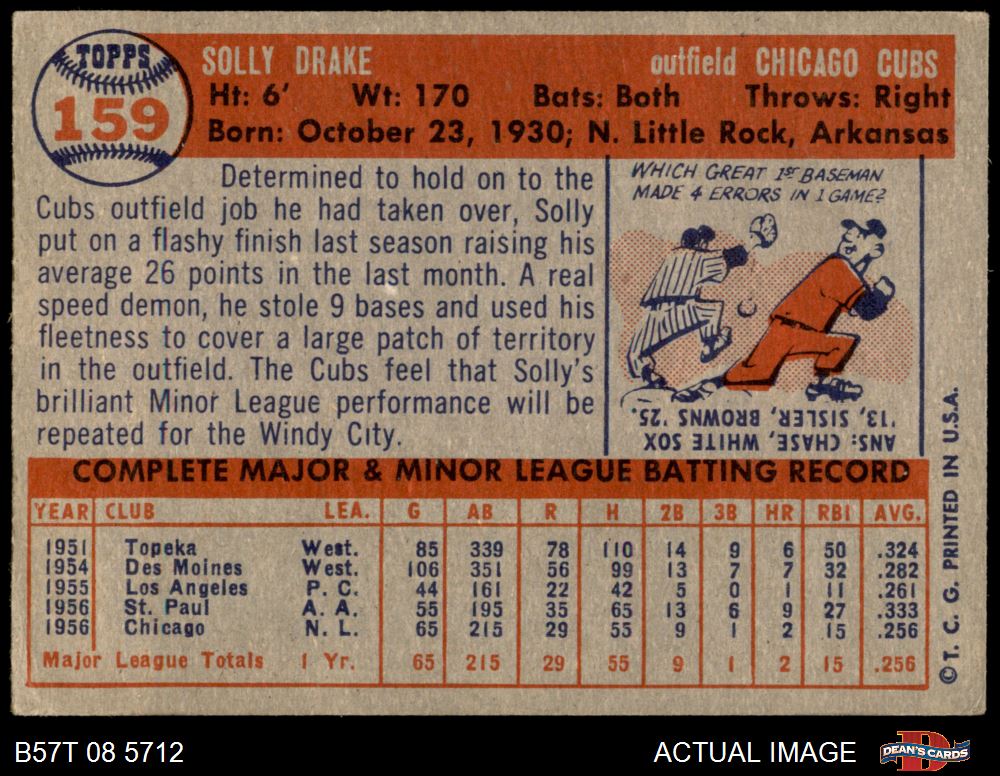 TOPPS
159
SOLLY DRAKE outfield CHICAGO CUBS
Ht: 6' Wt: 170 Bats: Both Throws: Right
Born: October 23, 1930; N. Little Rock, Arkansas
Determined to hold on to the
Cubs outfield job he had taken over, Solly
put on a flashy finish last season raising his
average 26 points in the last month. A real
speed demon, he stole 9 bases and used his
fleetness to cover a large patch of territory
in the outfield. The Cubs feel that Solly's
brilliant Minor League performance will be
repeated for the Windy City.
WHICH GREAT 1ST BASEMAN
MADE 4 ERRORS IN 1 GAME?
ANS: CHASE, WHITE SOX
'13, SISLER, BROWNS '25.
COMPLETE MAJOR & MINOR LEAGUE BATTING RECORD
YEAR CLUB LEA. G AB R H 2B 3B HR RBI AVG.
1951 Topeka West. 85 339 78 110 14 9 6 50 .324
1954 Des Moines West. 106 351 56 99 13 7 7 32 .282
1955 Los Angeles P. C. 44 161 22 42 5 0 1 11 .261
1956 St. Paul A. A. 55 195 35 65 13 6 9 27 .333
1956 Chicago N. L. 65 215 29 55 9 1 2 15 .256
Major League Totals 1 Yr. 65 215 29 55 9 1 2 15 .256
© T. C. G. PRINTED IN U.S.A.
B57T 08 5712 ACTUAL IMAGE
D
DEAN'S CARDS